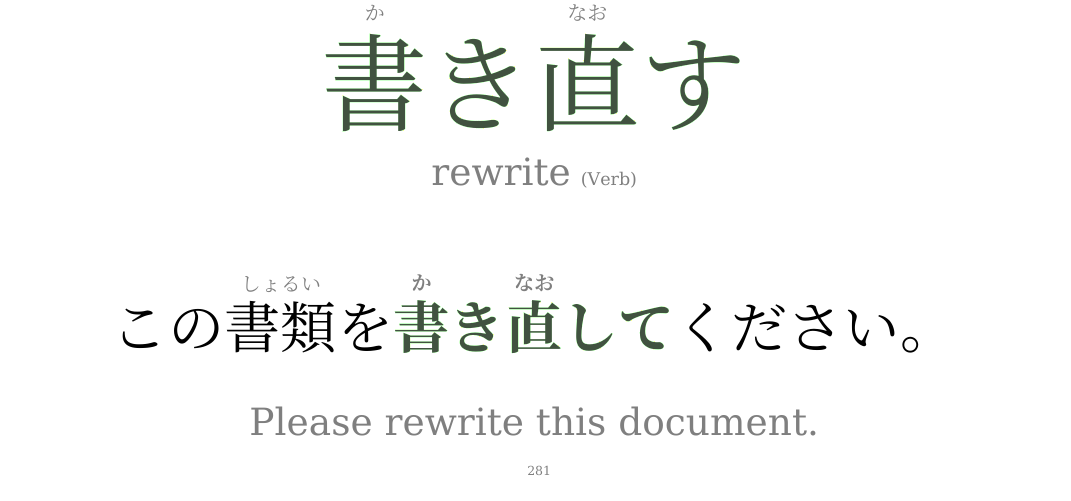 か なお
書き直す
rewrite (Verb)
しょるい か なお
この書類を書き直してください。
Please rewrite this document.
281